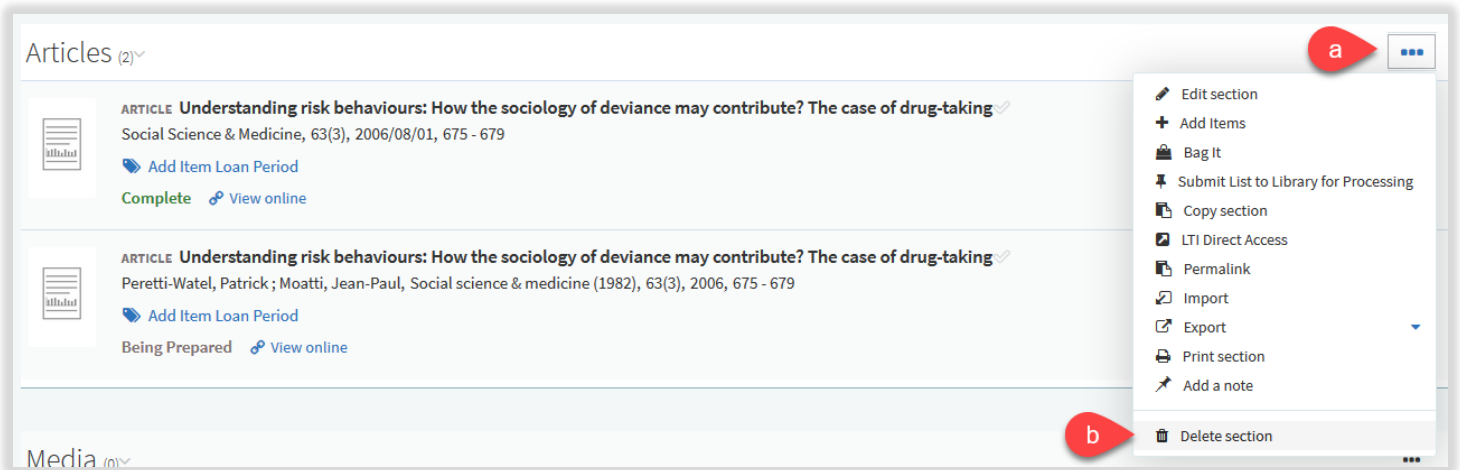 Articles (2)
a
•••
ARTICLE Understanding risk behaviours: How the sociology of deviance may contribute? The case of drug-taking
Social Science & Medicine, 63(3), 2006/08/01, 675 - 679
Add Item Loan Period
Complete View online
ARTICLE Understanding risk behaviours: How the sociology of deviance may contribute? The case of drug-taking
Peretti-Watel, Patrick ; Moatti, Jean-Paul, Social science & medicine (1982), 63(3), 2006, 675 - 679
Add Item Loan Period
Being Prepared View online
Edit section
Add Items
Bag It
Submit List to Library for Processing
Copy section
LTI Direct Access
Permalink
Import
Export
Print section
Add a note
b
Delete section
Media (0)
•••